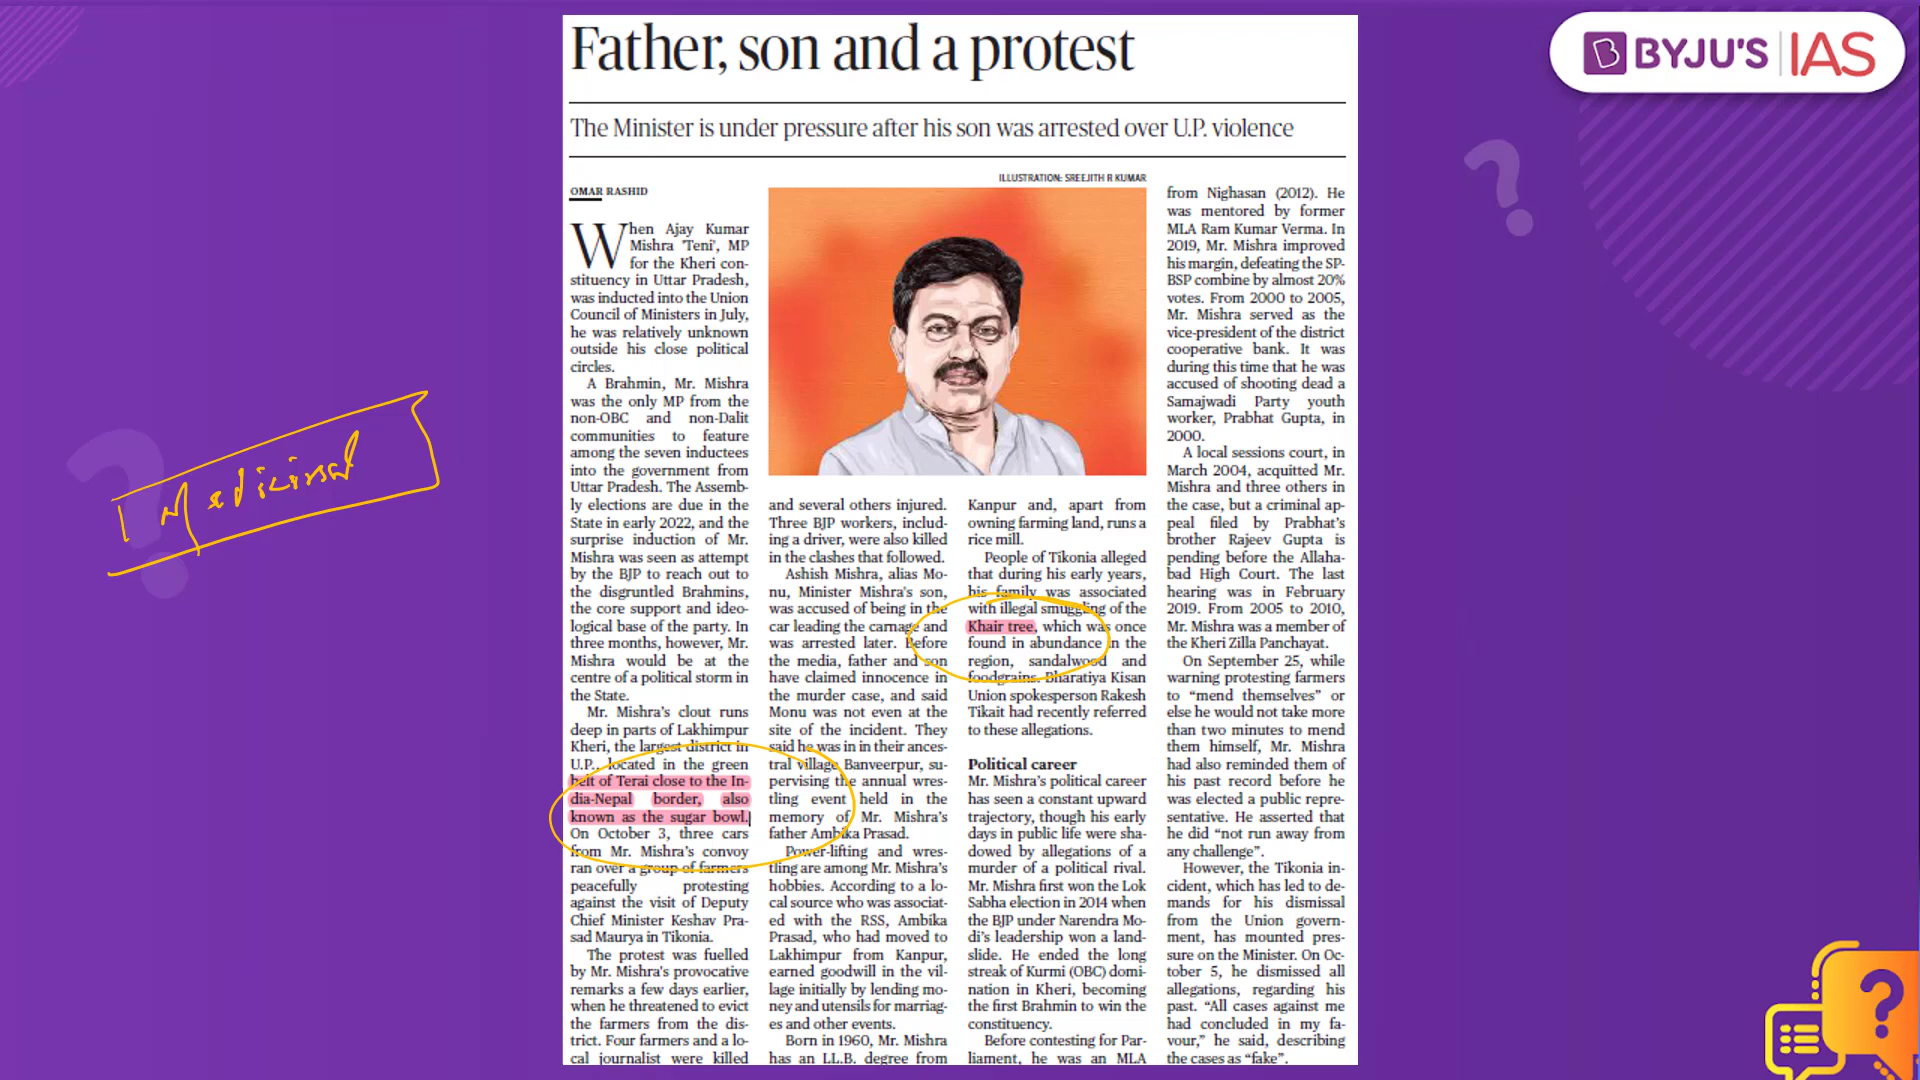 Father, son and a protest
The Minister is under pressure after his son was arrested over U.P. violence
OMAR RASHID
When Ajay Kumar
Mishra 'Teni', MP
for the Kheri con-
stituency in Uttar Pradesh,
was inducted into the Union
Council of Ministers in July,
he was relatively unknown
outside his close political
circles.
A Brahmin, Mr. Mishra
was the only MP from the
non-OBC and non-Dalit
communities to feature
among the seven inductees
into the government from
Uttar Pradesh. The Assemb-
ly elections are due in the
State in early 2022, and the
surprise induction of Mr.
Mishra was seen as attempt
by the BJP to reach out to
the disgruntled Brahmins,
the core support and ideo-
logical base of the party. In
three months, however, Mr.
Mishra would be at the
centre of a political storm in
the State.
Mr. Mishra's clout runs
deep in parts of Lakhimpur
Kheri, the largest district in
U.P., located in the green
belt of Terai close to the In-
dia-Nepal border, also
known as the sugar bowl.
On October 3, three cars
from Mr. Mishra's convoy
ran over a group of farmers
peacefully protesting
against the visit of Deputy
Chief Minister Keshav Pra-
sad Maurya in Tikonia.
The protest was fuelled
by Mr. Mishra's provocative
remarks a few days earlier,
when he threatened to evict
the farmers from the dis-
trict. Four farmers and a lo-
cal journalist were killed
ILLUSTRATION: SREEJITH R KUMAR
and several others injured.
Three BJP workers, includ-
ing a driver, were also killed
in the clashes that followed.
Ashish Mishra, alias Mo-
nu, Minister Mishra's son,
was accused of being in the
car leading the carnage and
was arrested later. Before
the media, father and son
have claimed innocence in
the murder case, and said
Monu was not even at the
site of the incident. They
said he was in in their ances-
tral village Banveerpur, su-
pervising the annual wres-
tling event held in the
memory of Mr. Mishra's
father Ambika Prasad.
Power-lifting and wres-
tling are among Mr. Mishra's
hobbies. According to a lo-
cal source who was associat-
ed with the RSS, Ambika
Prasad, who had moved to
Lakhimpur from Kanpur,
earned goodwill in the vil-
lage initially by lending mo-
ney and utensils for marriag-
es and other events.
Born in 1960, Mr. Mishra
has an LL.B. degree from
Kanpur and, apart from
owning farming land, runs a
rice mill.
People of Tikonia alleged
that during his early years,
his family was associated
with illegal smuggling of the
Khair tree, which was once
found in abundance in the
region, sandalwood and
foodgrains. Bharatiya Kisan
Union spokesperson Rakesh
Tikait had recently referred
to these allegations.
Political career
Mr. Mishra's political career
has seen a constant upward
trajectory, though his early
days in public life were sha-
dowed by allegations of a
murder of a political rival.
Mr. Mishra first won the Lok
Sabha election in 2014 when
the BJP under Narendra Mo-
di's leadership won a land-
slide. He ended the long
streak of Kurmi (OBC) domi-
nation in Kheri, becoming
the first Brahmin to win the
constituency.
Before contesting for Par-
liament, he was an MLA
from Nighasan (2012). He
was mentored by former
MLA Ram Kumar Verma. In
2019, Mr. Mishra improved
his margin, defeating the SP-
BSP combine by almost 20%
votes. From 2000 to 2005,
Mr. Mishra served as the
vice-president of the district
cooperative bank. It was
during this time that he was
accused of shooting dead a
Samajwadi Party youth
worker, Prabhat Gupta, in
2000.
A local sessions court, in
March 2004, acquitted Mr.
Mishra and three others in
the case, but a criminal ap-
peal filed by Prabhat's
brother Rajeev Gupta is
pending before the Allaha-
bad High Court. The last
hearing was in February
2019. From 2005 to 2010,
Mr. Mishra was a member of
the Kheri Zilla Panchayat.
On September 25, while
warning protesting farmers
to "mend themselves" or
else he would not take more
than two minutes to mend
them himself, Mr. Mishra
had also reminded them of
his past record before he
was elected a public repre-
sentative. He asserted that
he did "not run away from
any challenge".
However, the Tikonia in-
cident, which has led to de-
mands for his dismissal
from the Union govern-
ment, has mounted pres-
sure on the Minister. On Oc-
tober 5, he dismissed all
allegations, regarding his
past. "All cases against me
had concluded in my fa-
vour," he said, describing
the cases as "fake".
Medicinal
BYJU'S IAS